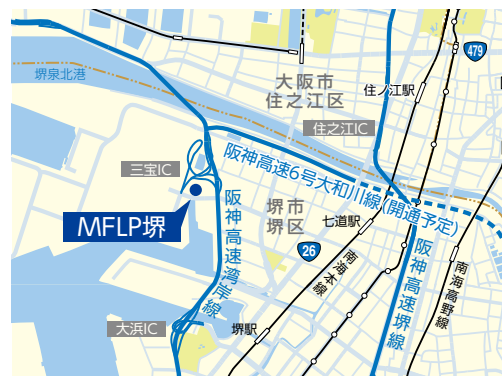 479
大阪市
住之江区
住ノ江駅
堺泉北港
住之江IC
阪神高速6号大和川線(開通予定)
三宝IC
MFLP堺
堺市
堺区
七道駅
26
阪神高速湾岸線
南海本線
阪神高速堺線
南海高野線
大浜IC
堺駅